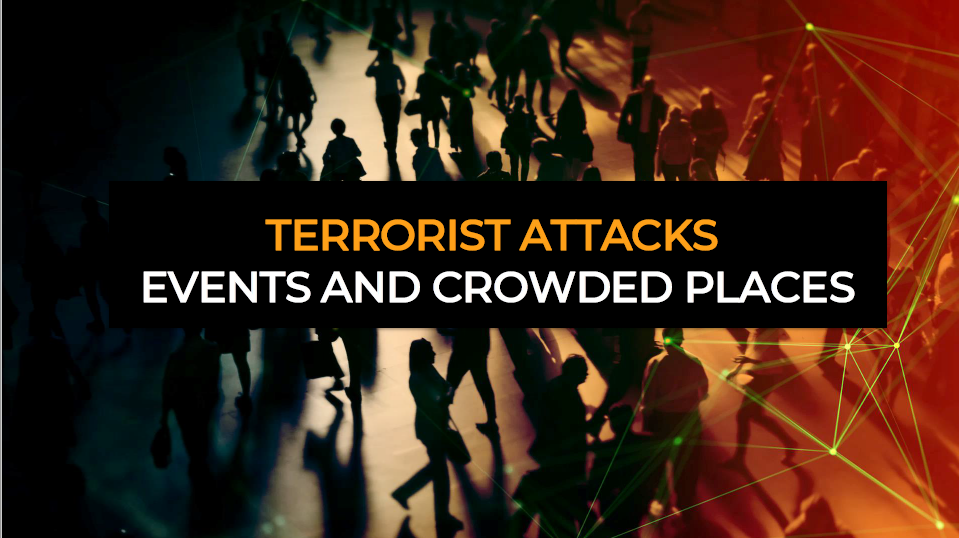 TERRORIST ATTACKS
EVENTS AND CROWDED PLACES